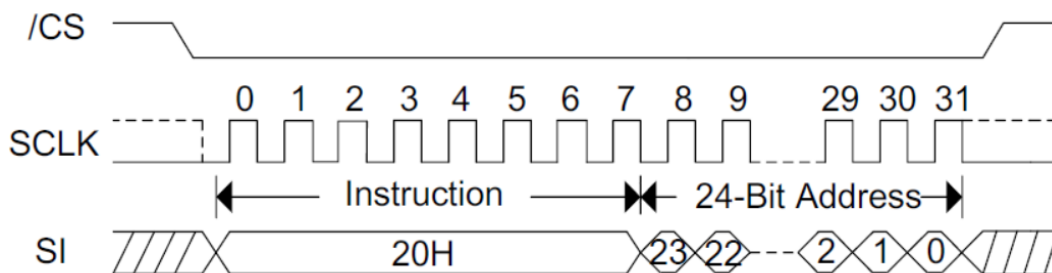 /CS
0 1 2 3 4 5 6 7 8 9 29 30 31
SCLK
Instruction 24-Bit Address
SI 20H 23 22 2 1 0